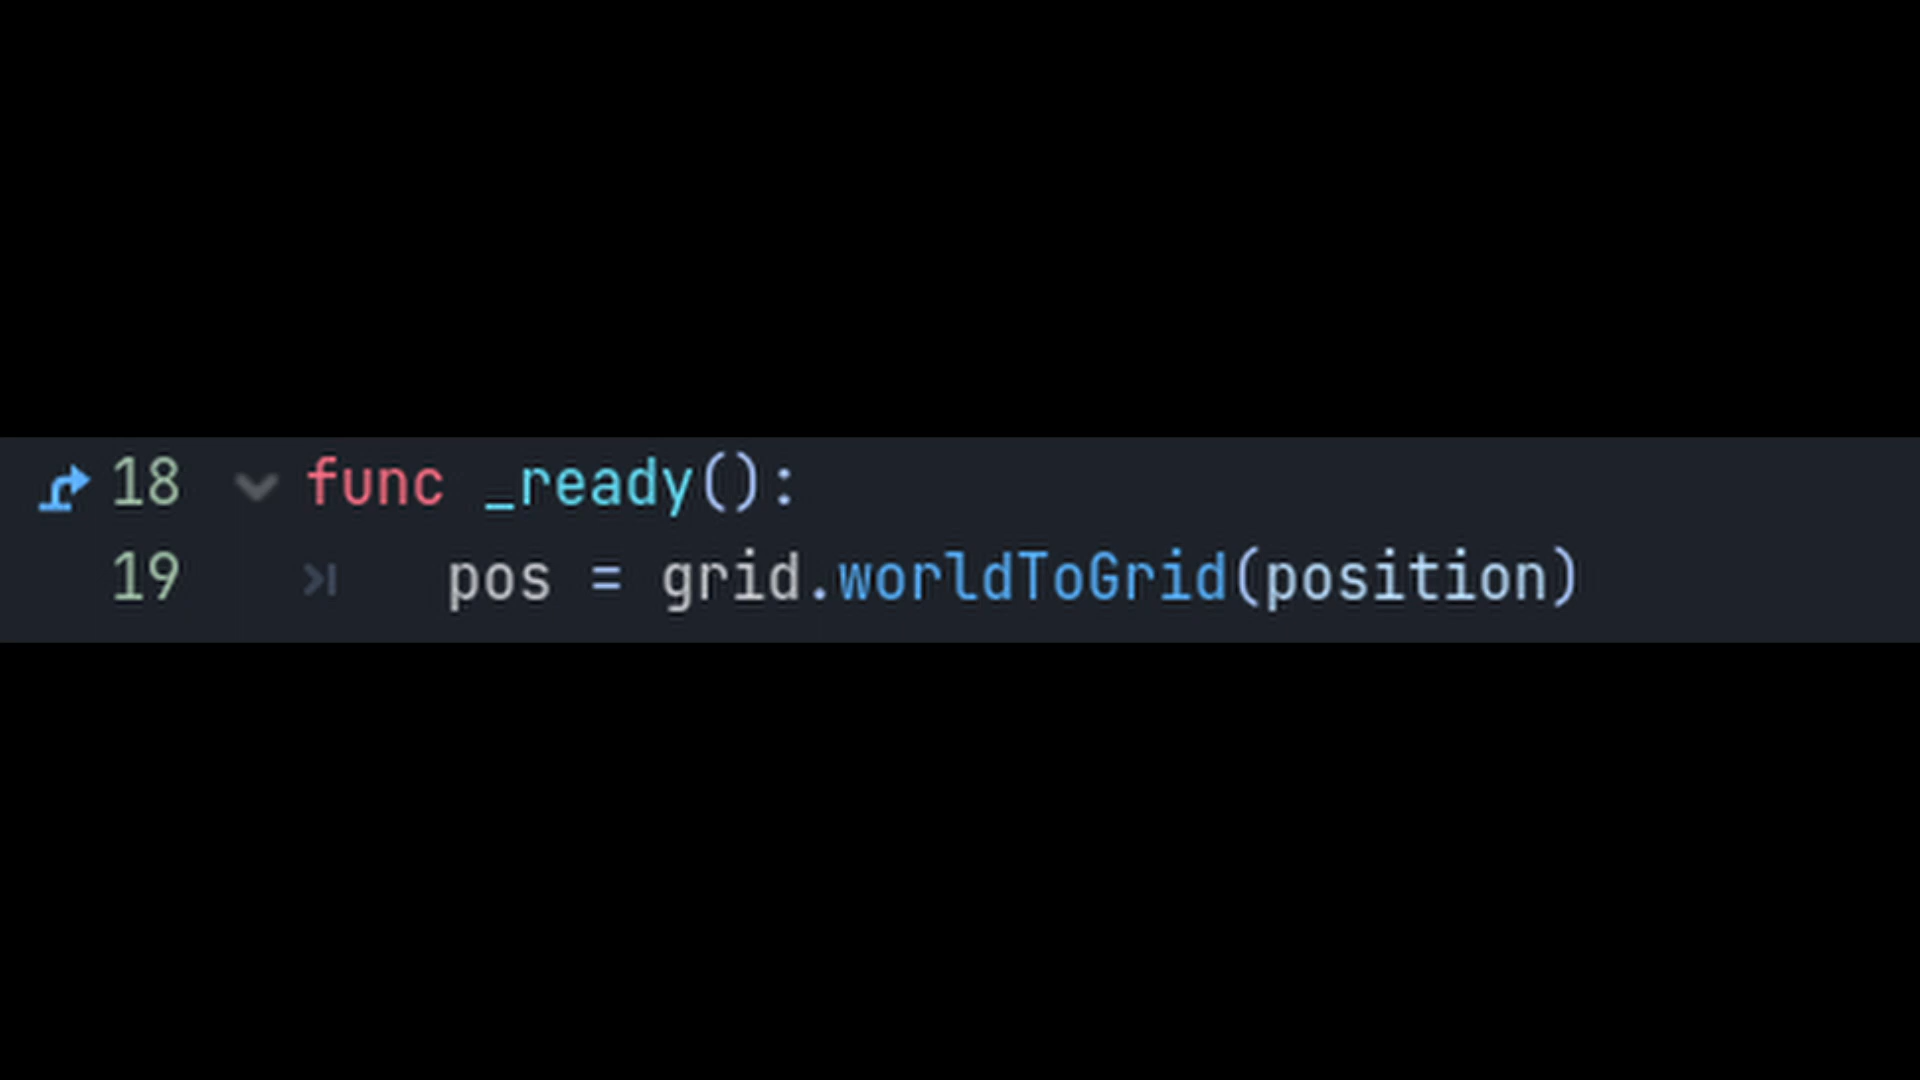 18 func _ready():
19 pos = grid.worldToGrid(position)